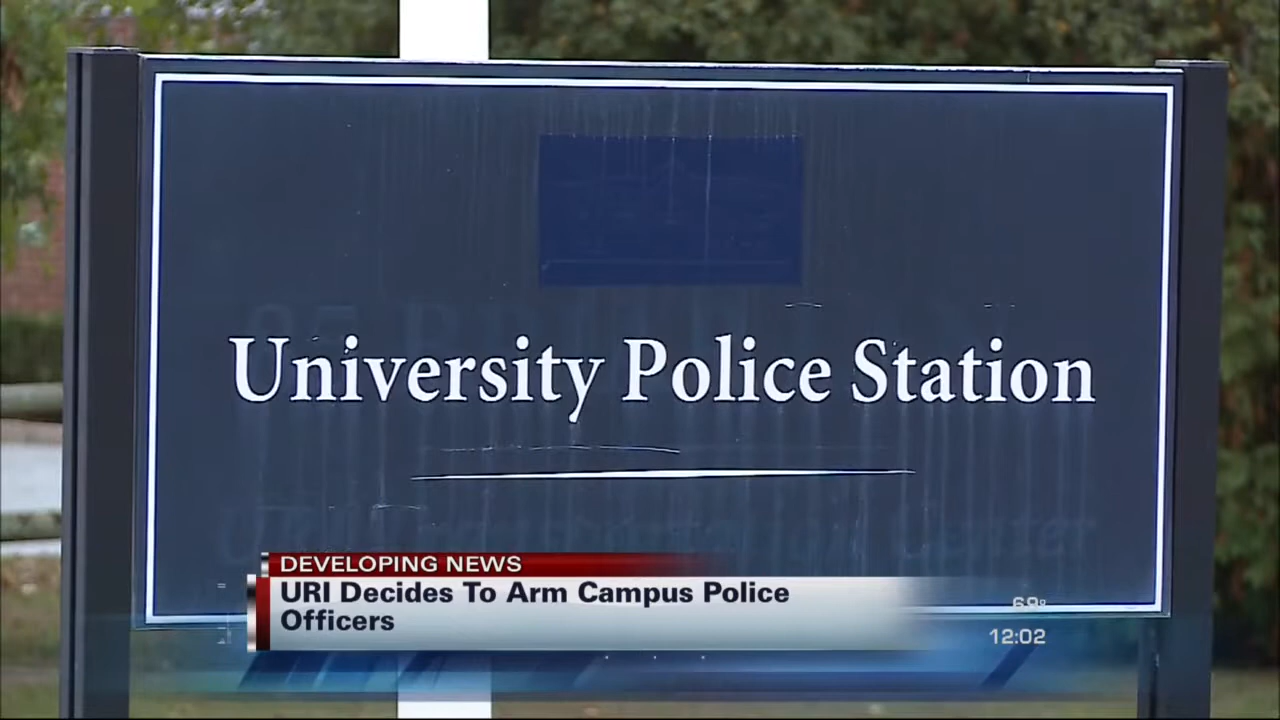 University Police Station
DEVELOPING NEWS
URI Decides To Arm Campus Police
Officers
69°
12:02